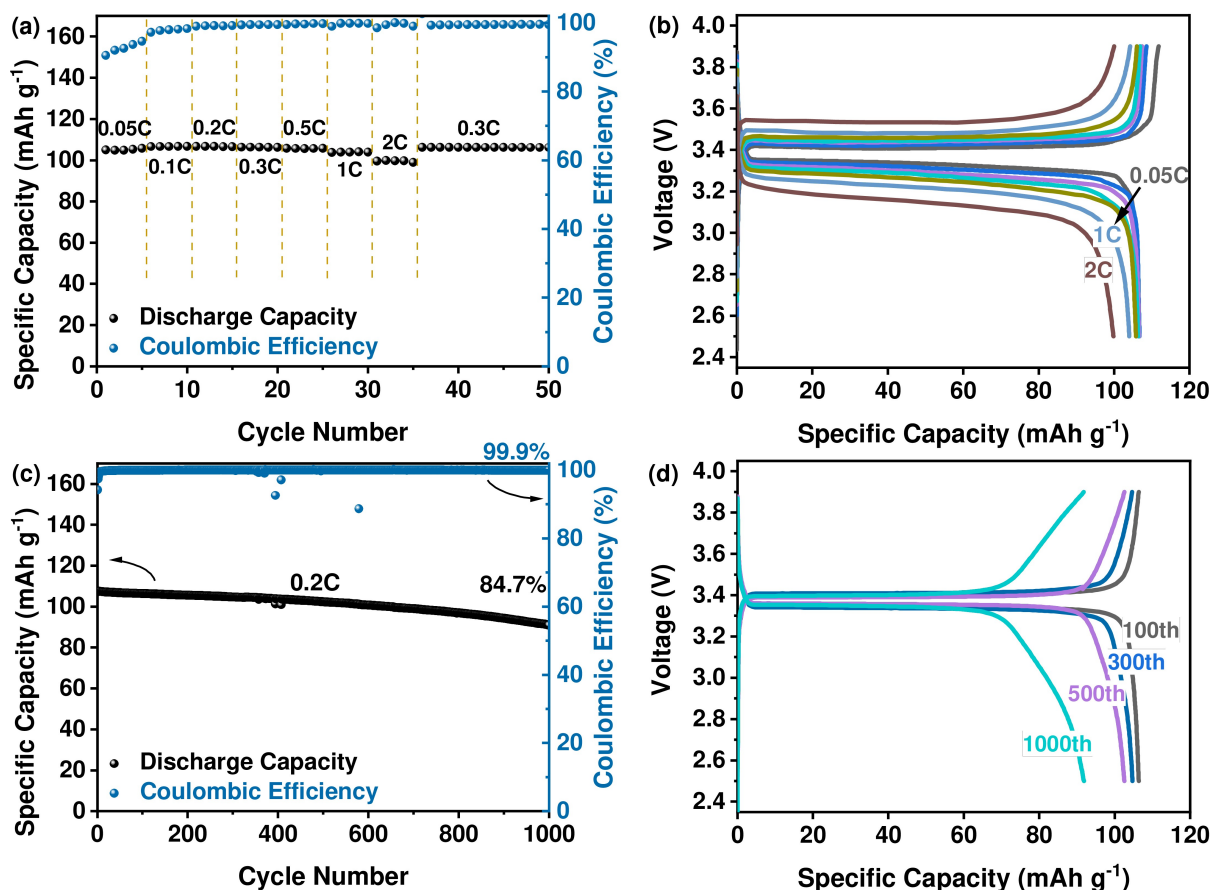 (a)
160
140
120
100
80
60
40
20
0
Specific Capacity (mAh g-1)
0.05C
0.1C
0.2C
0.3C
0.5C
1C
2C
0.3C
Discharge Capacity
Coulombic Efficiency
0 10 20 30 40 50
Cycle Number
100
80
60
40
20
0
Coulombic Efficiency (%)
(b)
4.0
3.8
3.6
3.4
3.2
3.0
2.8
2.6
2.4
Voltage (V)
0.05C
1C
2C
0 20 40 60 80 100 120
Specific Capacity (mAh g-1)
(c)
160
140
120
100
80
60
40
20
0
Specific Capacity (mAh g-1)
99.9%
0.2C
84.7%
Discharge Capacity
Coulombic Efficiency
0 200 400 600 800 1000
Cycle Number
100
80
60
40
20
0
Coulombic Efficiency (%)
(d)
4.0
3.8
3.6
3.4
3.2
3.0
2.8
2.6
2.4
Voltage (V)
100th
300th
500th
1000th
0 20 40 60 80 100 120
Specific Capacity (mAh g-1)